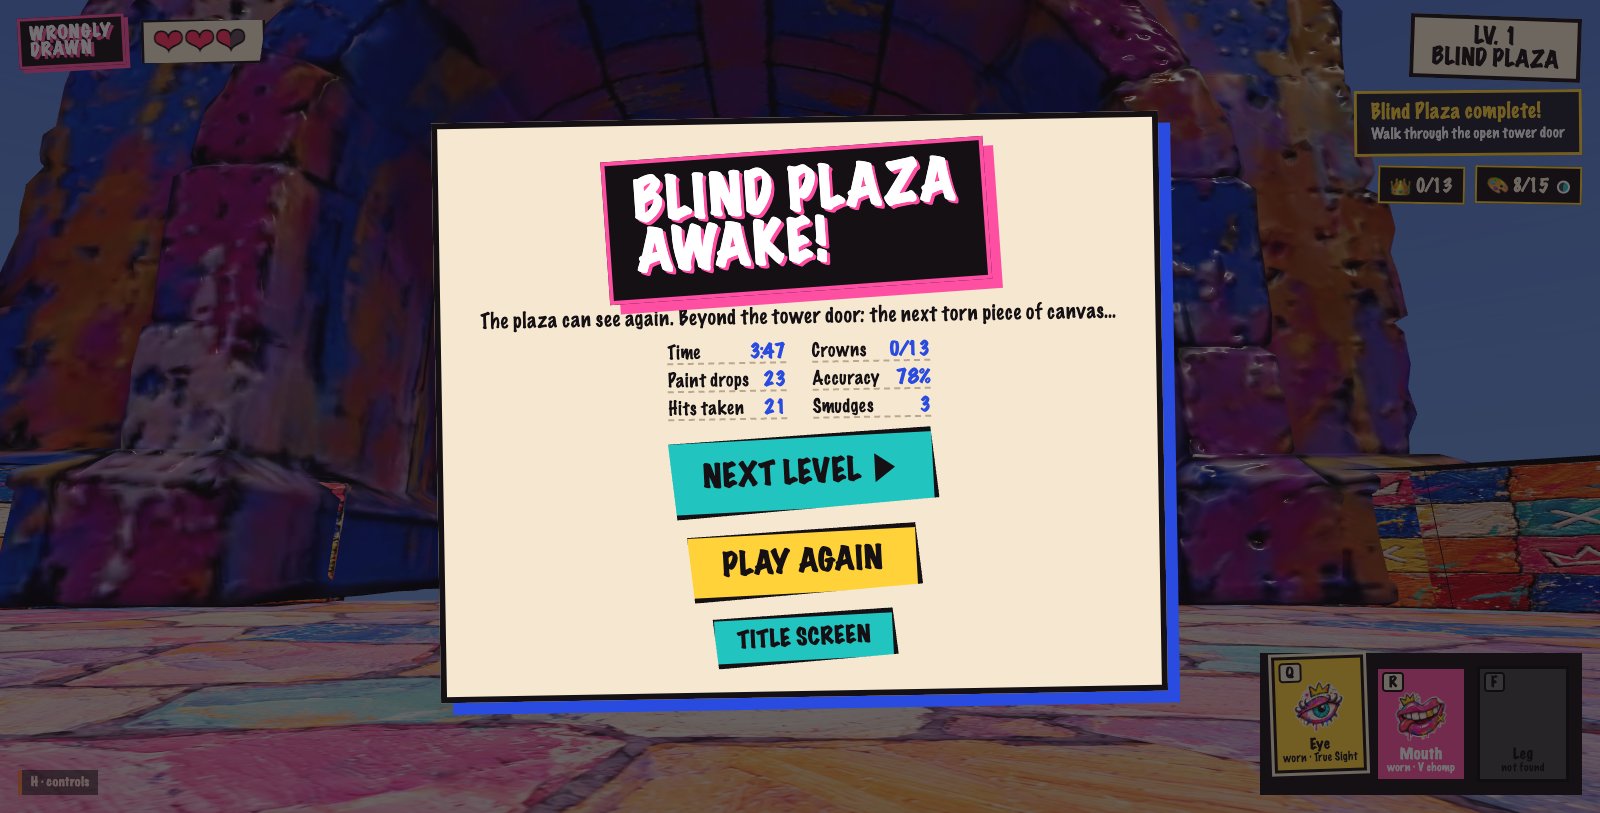 WRONGLY
DRAWN
LV. 1
BLIND PLAZA
Blind Plaza complete!
Walk through the open tower door
0/13
8/15
BLIND PLAZA
AWAKE!
The plaza can see again. Beyond the tower door: the next torn piece of canvas...
Time 3:47
Crowns 0/13
Paint drops 23
Accuracy 78%
Hits taken 21
Smudges 3
NEXT LEVEL
PLAY AGAIN
TITLE SCREEN
Q
Eye
worn · True Sight
R
Mouth
worn · V chomp
F
Leg
not found
H · controls